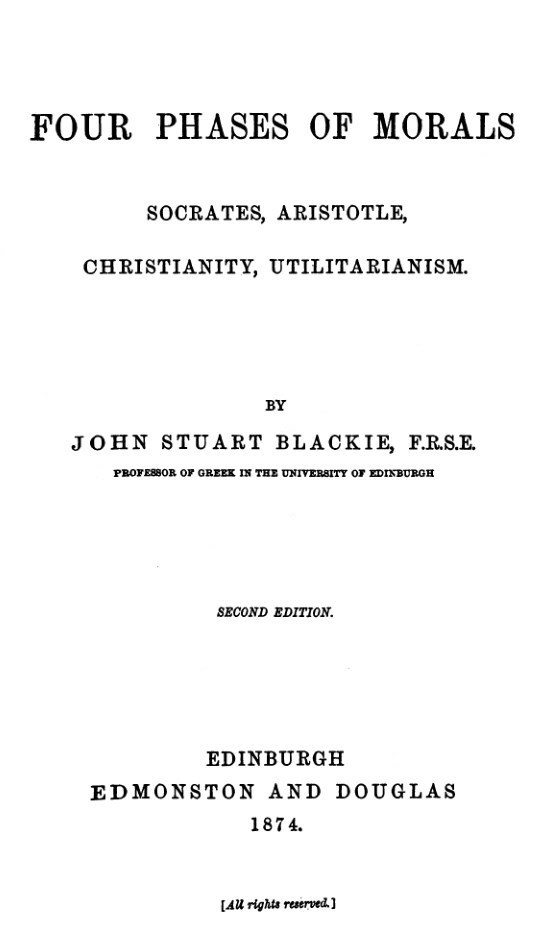 FOUR PHASES OF MORALS
SOCRATES, ARISTOTLE,
CHRISTIANITY, UTILITARIANISM.
BY
JOHN STUART BLACKIE, F.R.S.E.
PROFESSOR OF GREEK IN THE UNIVERSITY OF EDINBURGH
SECOND EDITION.
EDINBURGH
EDMONSTON AND DOUGLAS
1874.
[All rights reserved.]